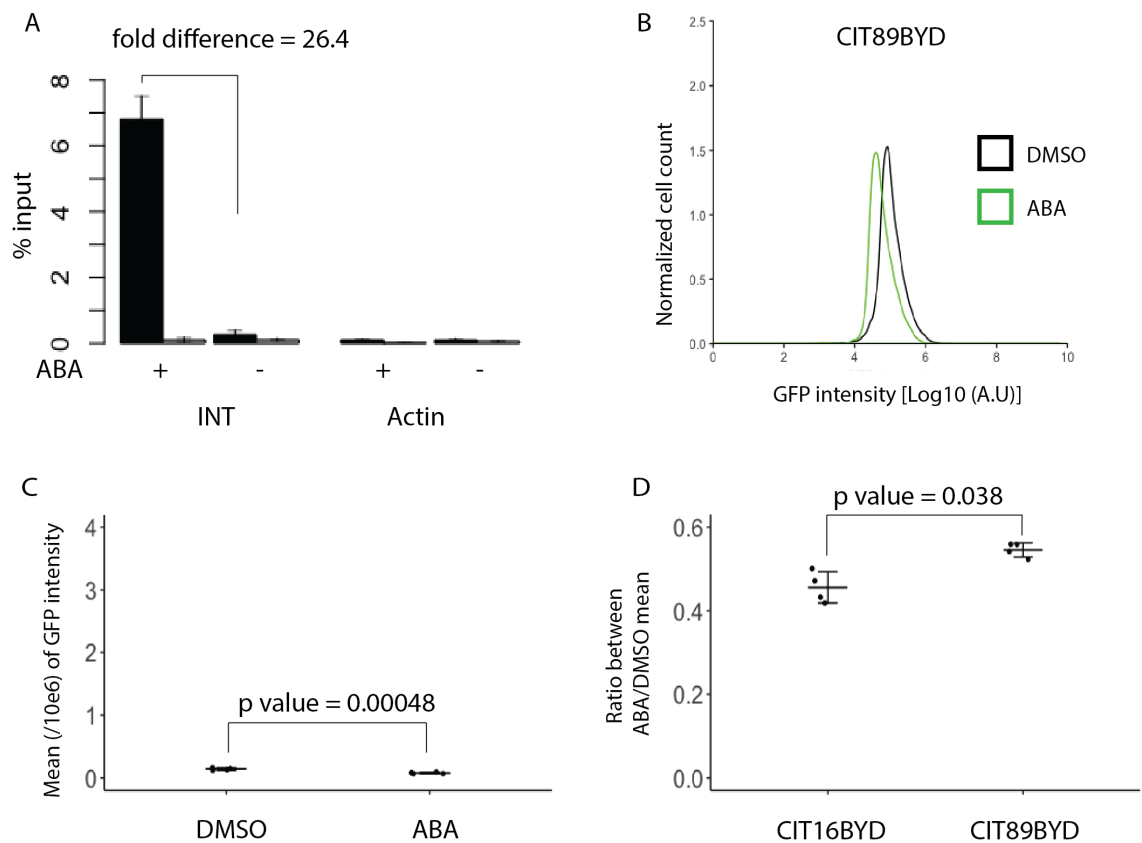 A
fold difference = 26.4
% input
8
6
4
2
0
ABA
+
-
+
-
INT
Actin
B
CIT89BYD
Normalized cell count
2.5
2.0
1.5
1.0
0.5
0.0
0
2
4
6
8
10
GFP intensity [Log10 (A.U)]
DMSO
ABA
C
Mean (/10e6) of GFP intensity
4
3
2
1
0
p value = 0.00048
DMSO
ABA
D
p value = 0.038
Ratio between
ABA/DMSO mean
0.6
0.4
0.2
0.0
CIT16BYD
CIT89BYD